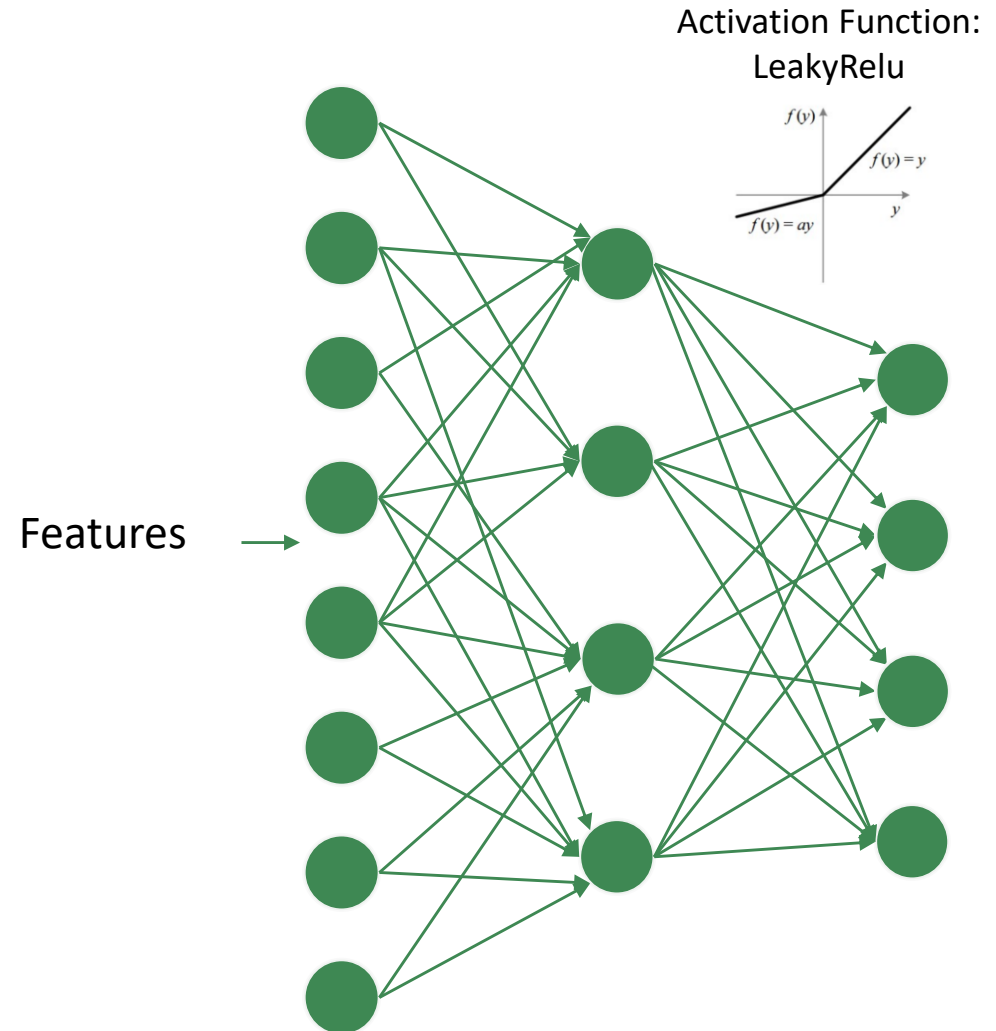 Activation Function:
LeakyRelu
f(y)
f(y) = y
y
f(y) = ay
Features